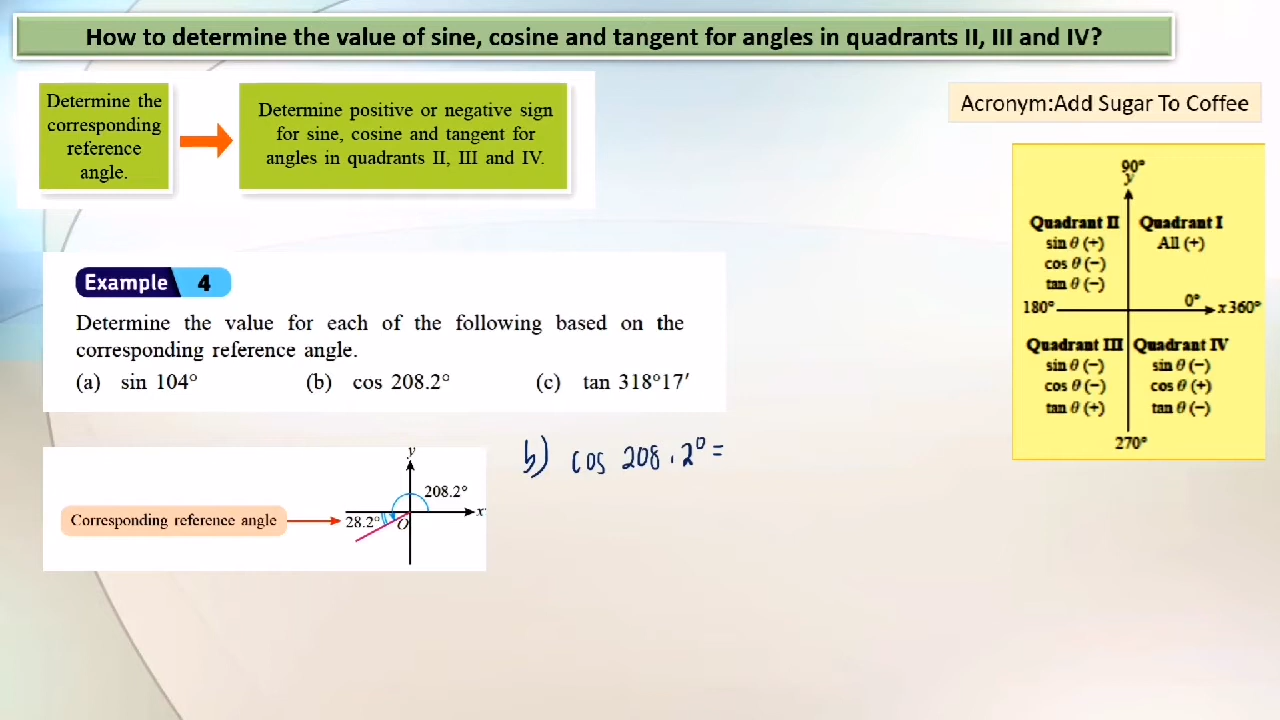 How to determine the value of sine, cosine and tangent for angles in quadrants II, III and IV?
Determine the
corresponding
reference
angle.
Determine positive or negative sign
for sine, cosine and tangent for
angles in quadrants II, III and IV.
Acronym:Add Sugar To Coffee
90°
y
Quadrant II
sin θ (+)
cos θ (−)
tan θ (−)
Quadrant I
All (+)
180°
0°
x 360°
Quadrant III
sin θ (−)
cos θ (−)
tan θ (+)
Quadrant IV
sin θ (−)
cos θ (+)
tan θ (−)
270°
Example 4
Determine the value for each of the following based on the
corresponding reference angle.
(a) sin 104° (b) cos 208.2° (c) tan 318°17′
Corresponding reference angle
y
208.2°
x
28.2°
O
b) cos 208.2° =